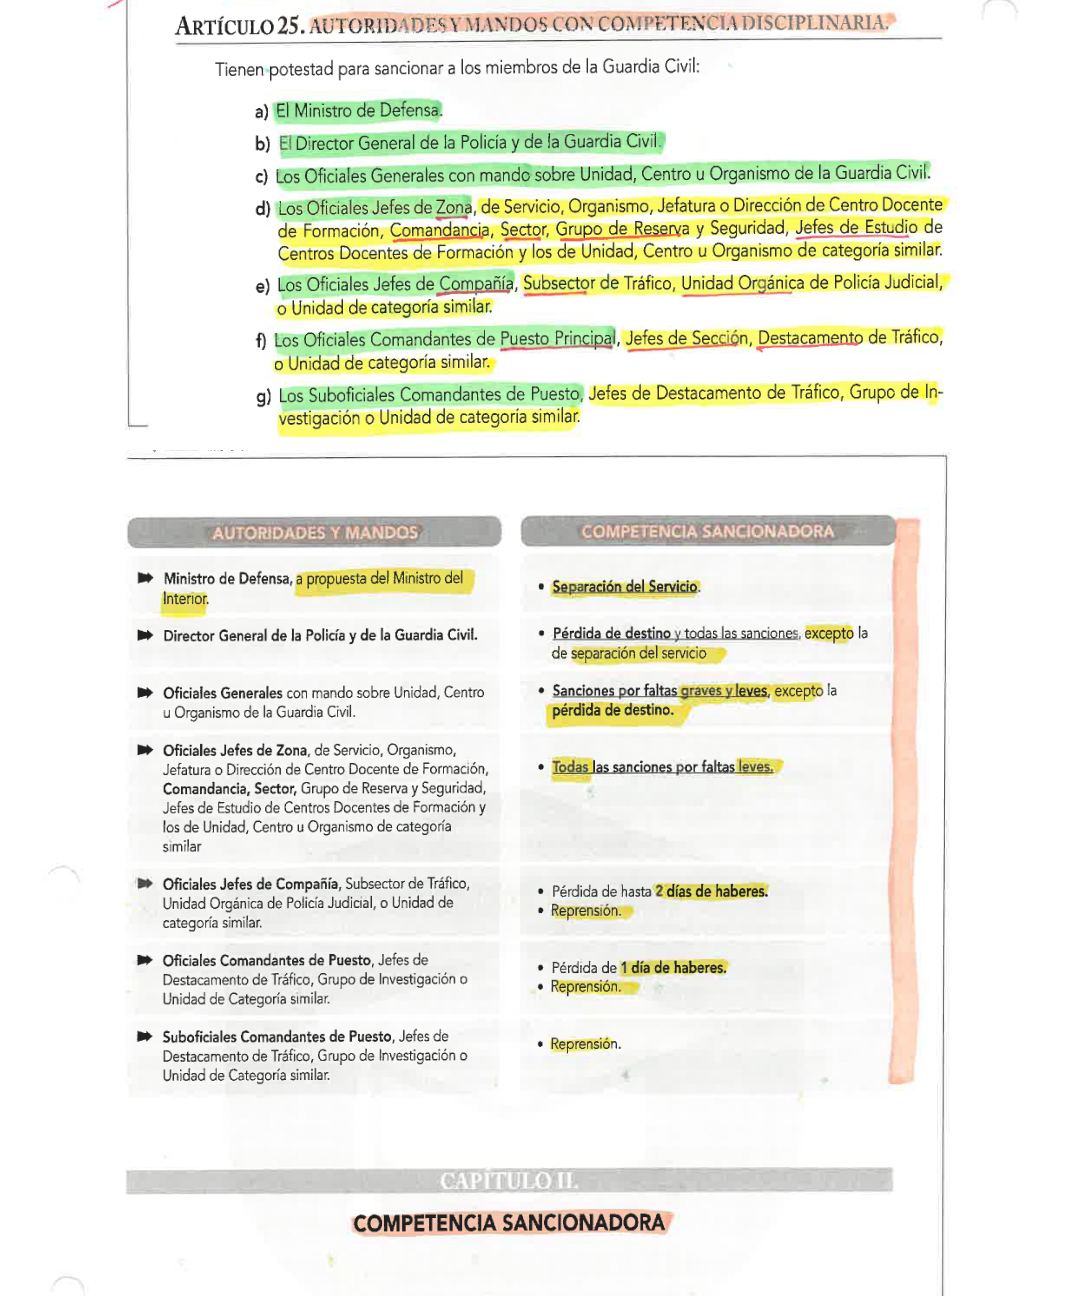 ARTÍCULO 25. AUTORIDADES Y MANDOS CON COMPETENCIA DISCIPLINARIA.
Tienen potestad para sancionar a los miembros de la Guardia Civil:
a) El Ministro de Defensa.
b) El Director General de la Policía y de la Guardia Civil.
c) Los Oficiales Generales con mando sobre Unidad, Centro u Organismo de la Guardia Civil.
d) Los Oficiales Jefes de Zona, de Servicio, Organismo, Jefatura o Dirección de Centro Docente
de Formación, Comandancia, Sector, Grupo de Reserva y Seguridad, Jefes de Estudio de
Centros Docentes de Formación y los de Unidad, Centro u Organismo de categoría similar.
e) Los Oficiales Jefes de Compañía, Subsector de Tráfico, Unidad Orgánica de Policía Judicial,
o Unidad de categoría similar.
f) Los Oficiales Comandantes de Puesto Principal, Jefes de Sección, Destacamento de Tráfico,
o Unidad de categoría similar.
g) Los Suboficiales Comandantes de Puesto, Jefes de Destacamento de Tráfico, Grupo de In-
vestigación o Unidad de categoría similar.
AUTORIDADES Y MANDOS
COMPETENCIA SANCIONADORA
Ministro de Defensa, a propuesta del Ministro del
Interior.
• Separación del Servicio.
Director General de la Policía y de la Guardia Civil.
• Pérdida de destino y todas las sanciones, excepto la
de separación del servicio
Oficiales Generales con mando sobre Unidad, Centro
u Organismo de la Guardia Civil.
• Sanciones por faltas graves y leves, excepto la
pérdida de destino.
Oficiales Jefes de Zona, de Servicio, Organismo,
Jefatura o Dirección de Centro Docente de Formación,
Comandancia, Sector, Grupo de Reserva y Seguridad,
Jefes de Estudio de Centros Docentes de Formación y
los de Unidad, Centro u Organismo de categoría
similar
• Todas las sanciones por faltas leves.
Oficiales Jefes de Compañía, Subsector de Tráfico,
Unidad Orgánica de Policía Judicial, o Unidad de
categoría similar.
• Pérdida de hasta 2 días de haberes.
• Reprensión.
Oficiales Comandantes de Puesto, Jefes de
Destacamento de Tráfico, Grupo de Investigación o
Unidad de Categoría similar.
• Pérdida de 1 día de haberes.
• Reprensión.
Suboficiales Comandantes de Puesto, Jefes de
Destacamento de Tráfico, Grupo de Investigación o
Unidad de Categoría similar.
• Reprensión.
CAPÍTULO II.
COMPETENCIA SANCIONADORA